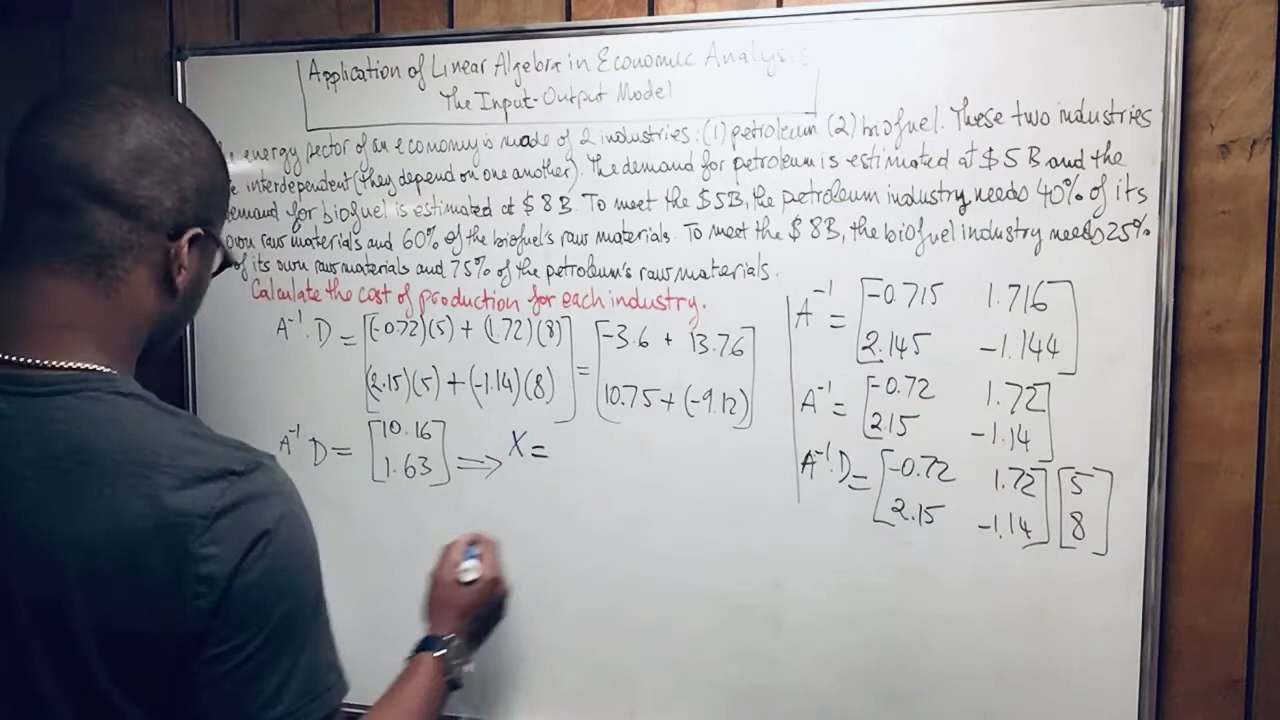 Application of Linear Algebra in Economic Analysis:
The Input-Output Model
energy sector of an economy is made of 2 industries: (1) petroleum (2) biofuel. These two industries
interdependent (they depend on one another). The demand for petroleum is estimated at $5B and the
demand for biofuel is estimated at $8B. To meet the $5B, the petroleum industry needs 40% of its
own raw materials and 60% of the biofuel's raw materials. To meet the $8B, the biofuel industry needs 25%
of its own raw materials and 75% of the petroleum's raw materials.
Calculate the cost of production for each industry.
A⁻¹·D = [(-0.72)(5) + (1.72)(8)] = [-3.6 + 13.76]
[(2.15)(5) + (-1.14)(8)] [10.75 + (-9.12)]
A⁻¹D = [10.16] ⟹ X =
[1.63]
A⁻¹ = [-0.715 1.716]
[2.145 -1.144]
A⁻¹ = [-0.72 1.72]
[2.15 -1.14]
A⁻¹·D = [-0.72 1.72] [5]
[2.15 -1.14] [8]